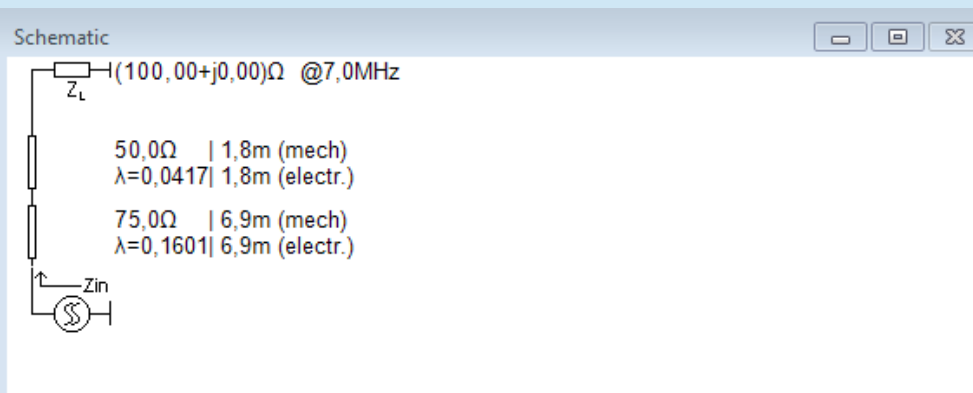 Schematic
(100,00+j0,00)Ω @7,0MHz
ZL
50,0Ω | 1,8m (mech)
λ=0,0417| 1,8m (electr.)
75,0Ω | 6,9m (mech)
λ=0,1601| 6,9m (electr.)
Zin